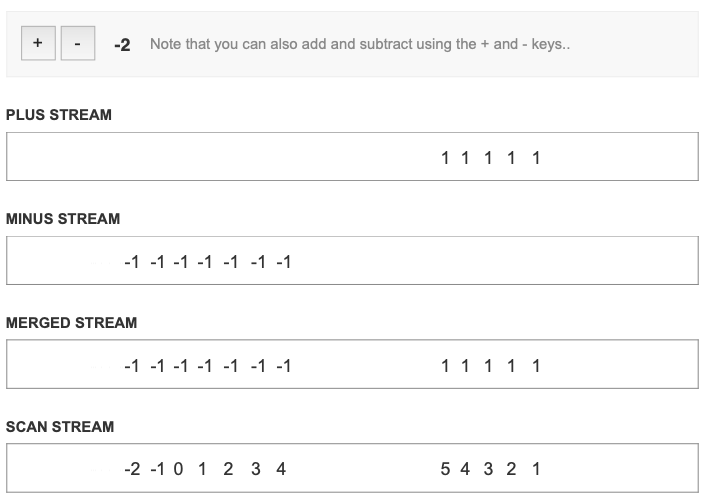 + - -2 Note that you can also add and subtract using the + and - keys..
PLUS STREAM
1 1 1 1 1
MINUS STREAM
-1 -1 -1 -1 -1 -1 -1
MERGED STREAM
-1 -1 -1 -1 -1 -1 -1 1 1 1 1 1
SCAN STREAM
-2 -1 0 1 2 3 4 5 4 3 2 1